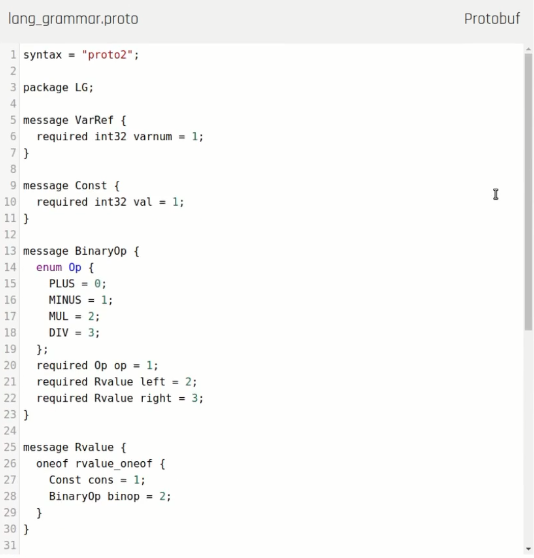 lang_grammar.proto Protobuf
1 syntax = "proto2";
2
3 package LG;
4
5 message VarRef {
6   required int32 varnum = 1;
7 }
8
9 message Const {
10   required int32 val = 1;
11 }
12
13 message BinaryOp {
14   enum Op {
15     PLUS = 0;
16     MINUS = 1;
17     MUL = 2;
18     DIV = 3;
19   };
20   required Op op = 1;
21   required Rvalue left = 2;
22   required Rvalue right = 3;
23 }
24
25 message Rvalue {
26   oneof rvalue_oneof {
27     Const cons = 1;
28     BinaryOp binop = 2;
29   }
30 }
31